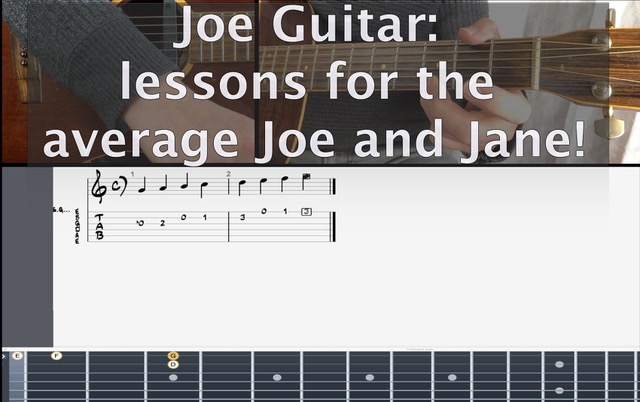 Joe Guitar:
lessons for the
average Joe and Jane!
1 2
T
A
B
0 2 0 1 3 0 1 3
E F G
D